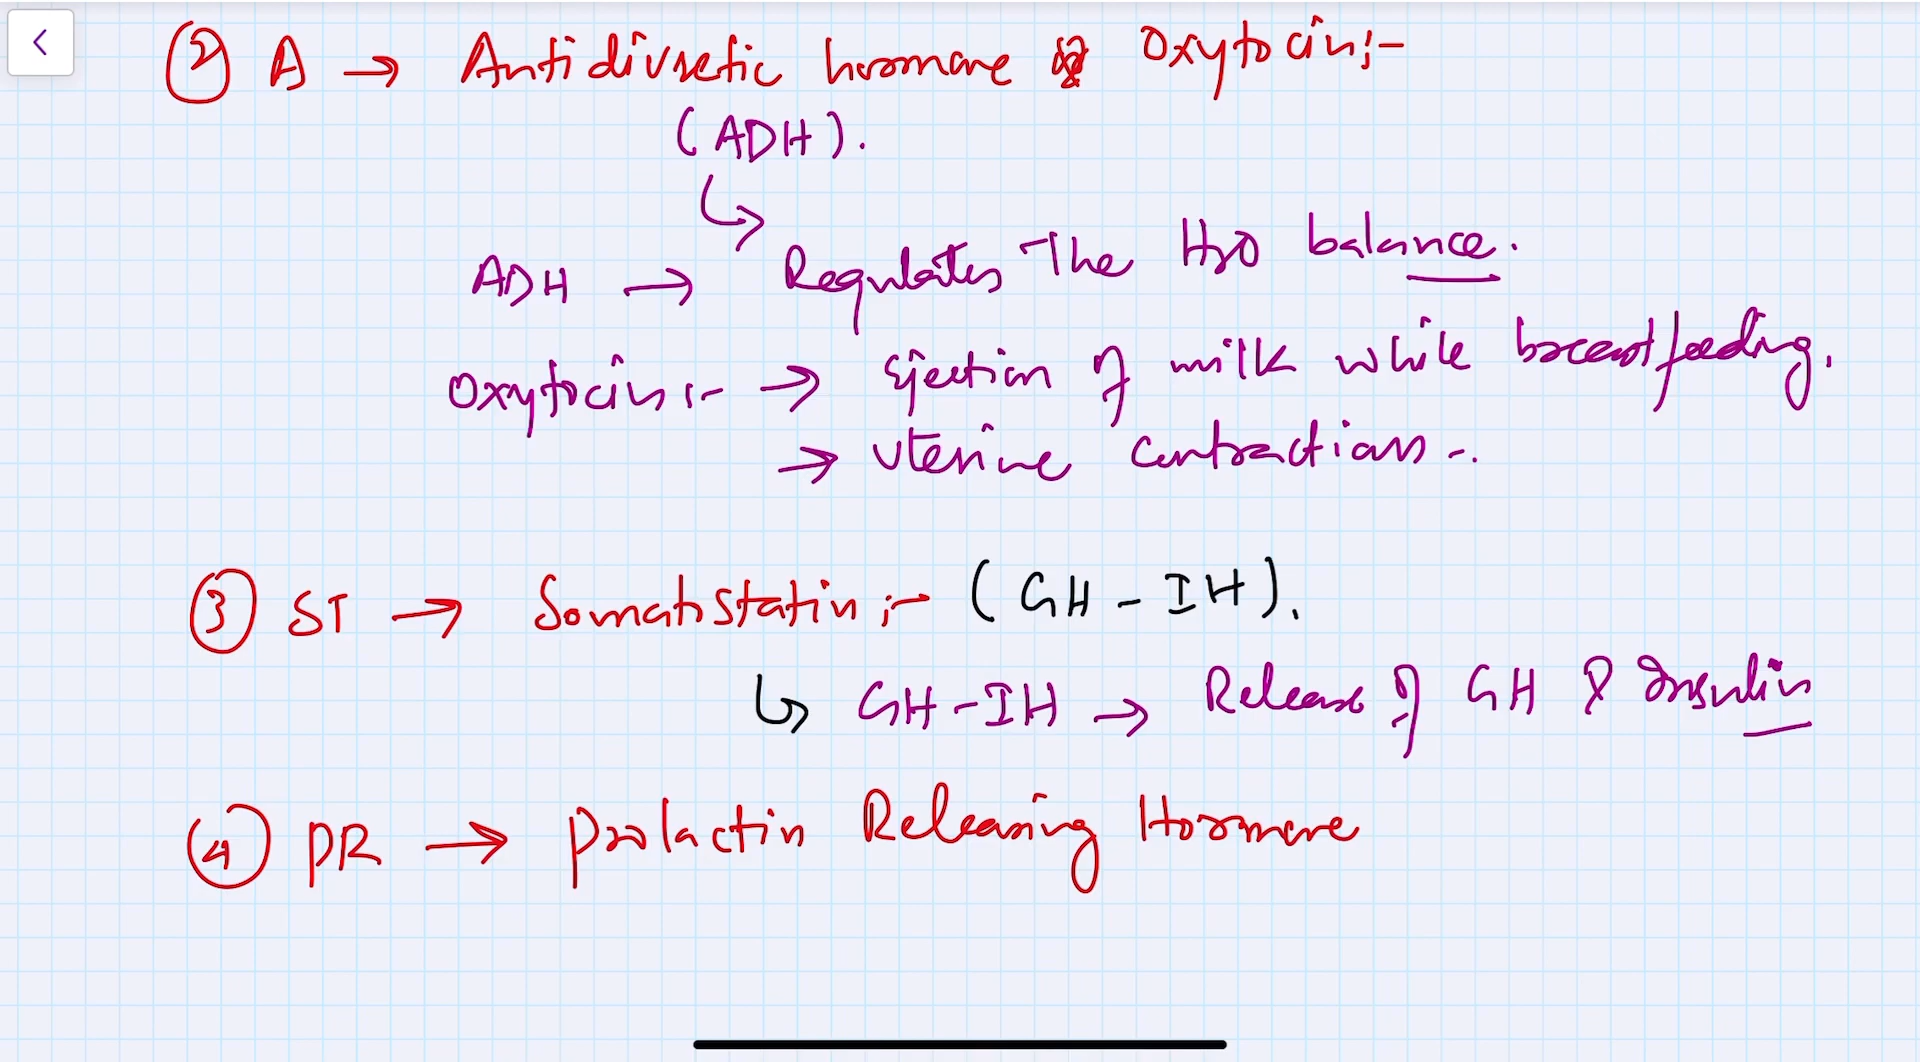 ② A → Antidiuretic hormone & Oxytocin:-
(ADH).
ADH → Regulates The H2O balance.
Oxytocin:- → Ejection of milk while breastfeeding.
→ Uterine contractions -.
③ ST → Somatostatin:- (GH-IH).
↳ GH-IH → Release of GH & Insulin
④ PR → Prolactin Releasing Hormone